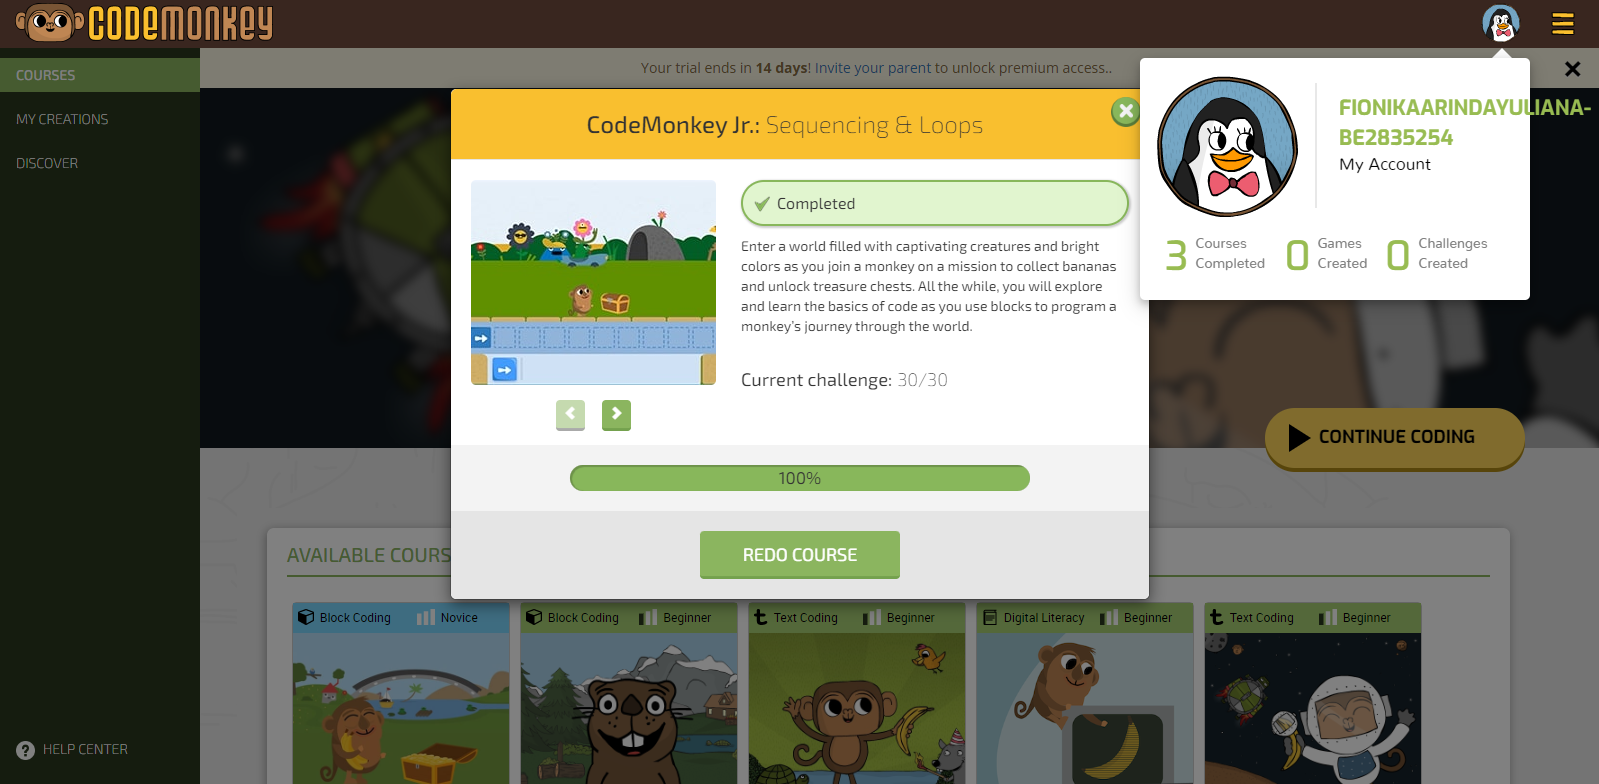 CODEMONKEY
COURSES
MY CREATIONS
DISCOVER
HELP CENTER
Your trial ends in 14 days! Invite your parent to unlock premium access..
FIONIKAARINDAYULIANA-
BE2835254
My Account
3 Courses Completed
0 Games Created
0 Challenges Created
CodeMonkey Jr.: Sequencing & Loops
Completed
Enter a world filled with captivating creatures and bright
colors as you join a monkey on a mission to collect bananas
and unlock treasure chests. All the while, you will explore
and learn the basics of code as you use blocks to program a
monkey's journey through the world.
Current challenge: 30/30
100%
REDO COURSE
CONTINUE CODING
AVAILABLE COURS
Block Coding Novice
Block Coding Beginner
Text Coding Beginner
Digital Literacy Beginner
Text Coding Beginner